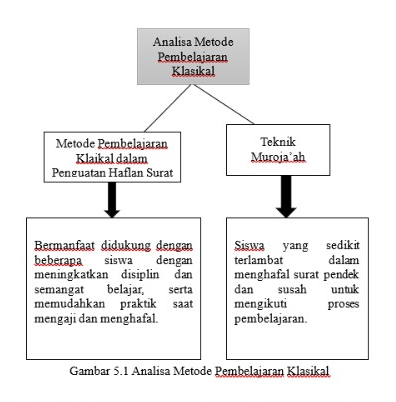 Analisa Metode
Pembelajaran
Klasikal
Metode Pembelajaran
Klaikal dalam
Penguatan Haflan Surat
Teknik
Muroja'ah
Bermanfaat didukung dengan
beberapa siswa dengan
meningkatkan disiplin dan
semangat belajar, serta
memudahkan praktik saat
mengaji dan menghafal.
Siswa yang sedikit
terlambat dalam
menghafal surat pendek
dan susah untuk
mengikuti proses
pembelajaran.
Gambar 5.1 Analisa Metode Pembelajaran Klasikal